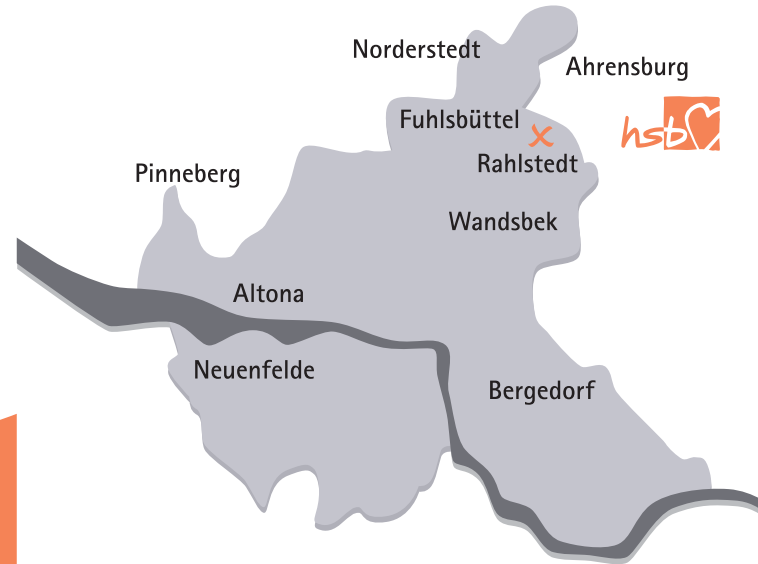 Norderstedt
Ahrensburg
Fuhlsbüttel
hsb
Rahlstedt
Pinneberg
Wandsbek
Altona
Neuenfelde
Bergedorf